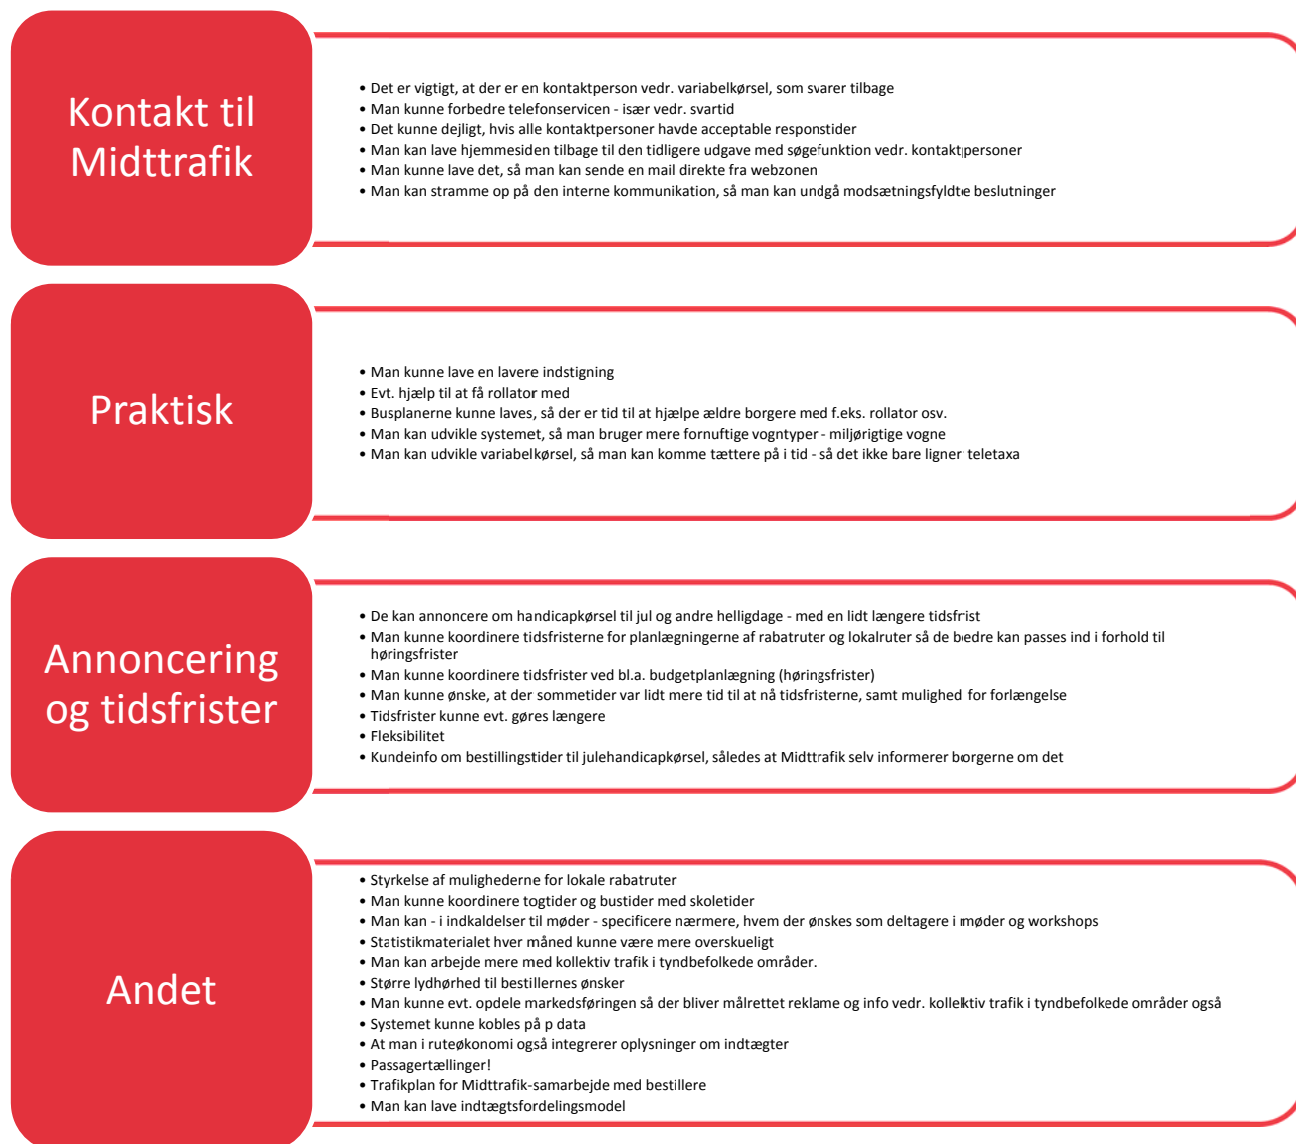 Kontakt til
Midttrafik
• Det er vigtigt, at der er en kontaktperson vedr. variabelkørsel, som svarer tilbage
• Man kunne forbedre telefonservicen - især vedr. svartid
• Det kunne dejligt, hvis alle kontaktpersoner havde acceptable responstider
• Man kan lave hjemmesiden tilbage til den tidligere udgave med søgefunktion vedr. kontaktpersoner
• Man kunne lave det, så man kan sende en mail direkte fra webzonen
• Man kan stramme op på den interne kommunikation, så man kan undgå modsætningsfyldte beslutninger
Praktisk
• Man kunne lave en lavere indstigning
• Evt. hjælp til at få rollator med
• Busplanerne kunne laves, så der er tid til at hjælpe ældre borgere med f.eks. rollator osv.
• Man kan udvikle systemet, så man bruger mere fornuftige vogntyper - miljørigtige vogne
• Man kan udvikle variabelkørsel, så man kan komme tættere på i tid - så det ikke bare ligner teletaxa
Annoncering
og tidsfrister
• De kan annoncere om handicapkørsel til jul og andre helligdage - med en lidt længere tidsfrist
• Man kunne koordinere tidsfristerne for planlægningerne af rabatruter og lokalruter så de bedre kan passes ind i forhold til
høringsfrister
• Man kunne koordinere tidsfrister ved bl.a. budgetplanlægning (høringsfrister)
• Man kunne ønske, at der sommetider var lidt mere tid til at nå tidsfristerne, samt mulighed for forlængelse
• Tidsfrister kunne evt. gøres længere
• Fleksibilitet
• Kundeinfo om bestillingstider til julehandicapkørsel, således at Midttrafik selv informerer borgerne om det
Andet
• Styrkelse af mulighederne for lokale rabatruter
• Man kunne koordinere togtider og bustider med skoletider
• Man kan - i indkaldelser til møder - specificere nærmere, hvem der ønskes som deltagere i møder og workshops
• Statistikmaterialet hver måned kunne være mere overskueligt
• Man kan arbejde mere med kollektiv trafik i tyndbefolkede områder.
• Større lydhørhed til bestillernes ønsker
• Man kunne evt. opdele markedsføringen så der bliver målrettet reklame og info vedr. kollektiv trafik i tyndbefolkede områder også
• Systemet kunne kobles på p data
• At man i ruteøkonomi også integrerer oplysninger om indtægter
• Passagertællinger!
• Trafikplan for Midttrafik-samarbejde med bestillere
• Man kan lave indtægtsfordelingsmodel